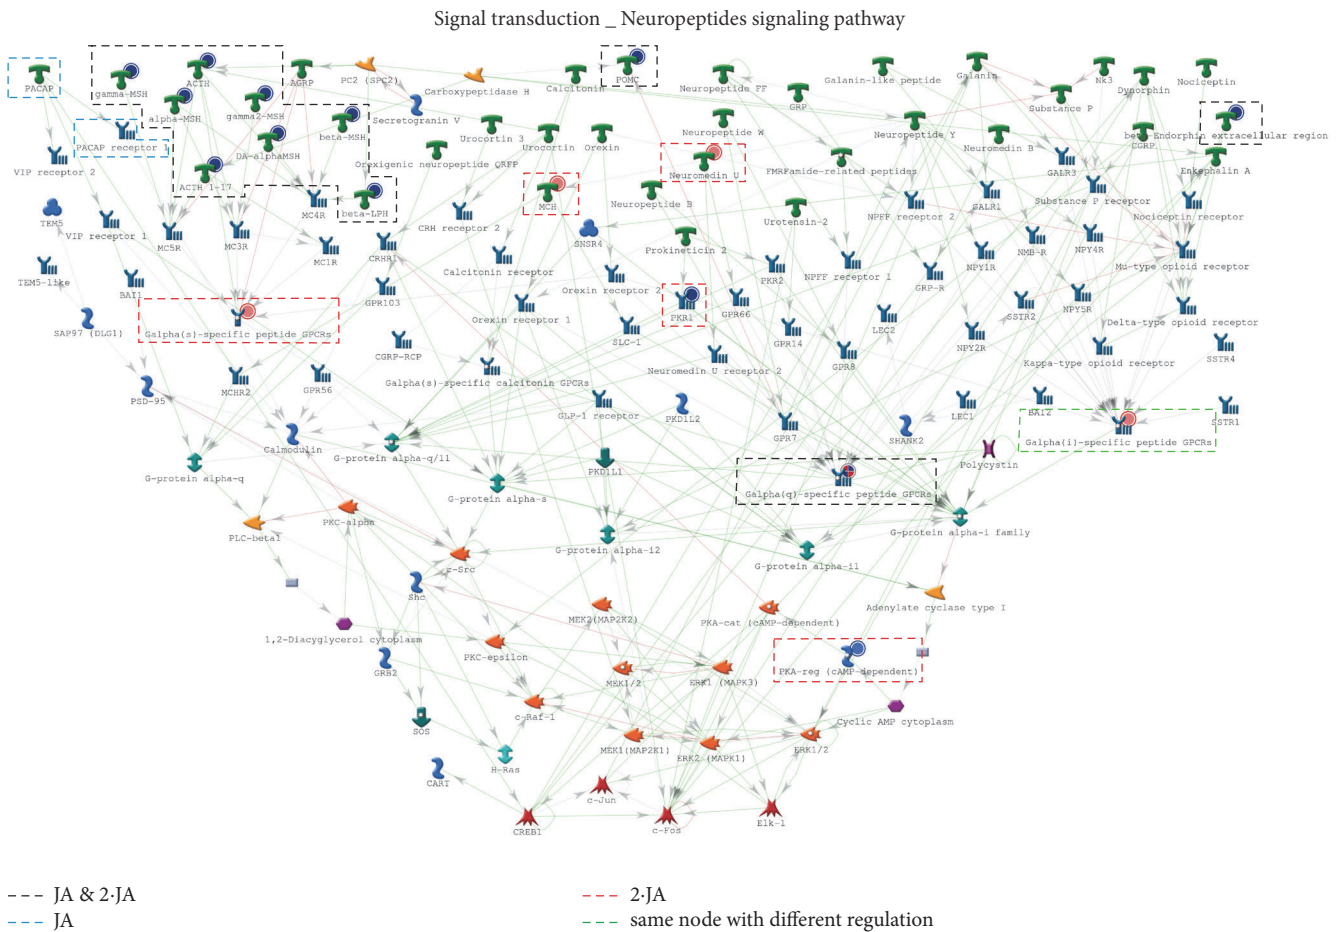 Signal transduction _ Neuropeptides signaling pathway
PACAP
gamma-MSH
ACTH
AGRP
PC2 (SPC2)
Carboxypeptidase H
Calcitonin
POMC
Neuropeptide FF
GRP
Galanin-like peptide
Galanin
Nk3
Dynorphin
Nociceptin
alpha-MSH
gamma2-MSH
Secretogranin V
Substance P
PACAP receptor 1
DA-alphaMSH
beta-MSH
Urocortin 3
Urocortin
Orexin
Neuropeptide W
Neuropeptide Y
Neuromedin B
CGRP
beta-Endorphin extracellular region
VIP receptor 2
Orexigenic neuropeptide QRFP
Neuromedin U
FMRFamide-related peptides
GALR3
Enkephalin A
ACTH 1-17
beta-LPH
MC4R
MCH
Neuropeptide B
Urotensin-2
NPFF receptor 2
GALR1
Substance P receptor
Nociceptin receptor
TEM5
VIP receptor 1
MC5R
MC3R
MC1R
CRHR1
CRH receptor 2
SNSR4
Prokineticin 2
NPY1R
NMB-R
NPY4R
Mu-type opioid receptor
TEM5-like
BAI1
GPR103
Calcitonin receptor
Orexin receptor 2
PKR2
NPFF receptor 1
GRP-R
SAP97 (DLG1)
Galpha(s)-specific peptide GPCRs
Orexin receptor 1
PKR1
GPR66
SSTR2
NPY5R
Delta-type opioid receptor
CGRP-RCP
SLC-1
GPR14
LEC2
NPY2R
SSTR4
PSD-95
MCHR2
GPR56
Galpha(s)-specific calcitonin GPCRs
Neuromedin U receptor 2
GPR8
Kappa-type opioid receptor
GLP-1 receptor
PKD1L2
GPR7
SHANK2
LEC1
BAI2
SSTR1
Calmodulin
G-protein alpha-q/11
Galpha(i)-specific peptide GPCRs
G-protein alpha-q
G-protein alpha-s
PKD1L1
Galpha(q)-specific peptide GPCRs
Polycystin
PLC-beta1
PKC-alpha
G-protein alpha-12
G-protein alpha-i1
G-protein alpha-i family
c-Src
Shc
Adenylate cyclase type I
1,2-Diacyglycerol cytoplasm
MEK2(MAP2K2)
PKA-cat (cAMP-dependent)
GRB2
PKC-epsilon
MEK1/2
ERK1 (MAPK3)
PKA-reg (cAMP-dependent)
SOS
c-Raf-1
Cyclic AMP cytoplasm
MEK1(MAP2K1)
ERK2 (MAPK1)
ERK1/2
H-Ras
CART
c-Jun
CREB1
c-Fos
Elk-1
JA & 2·JA
JA
2·JA
same node with different regulation